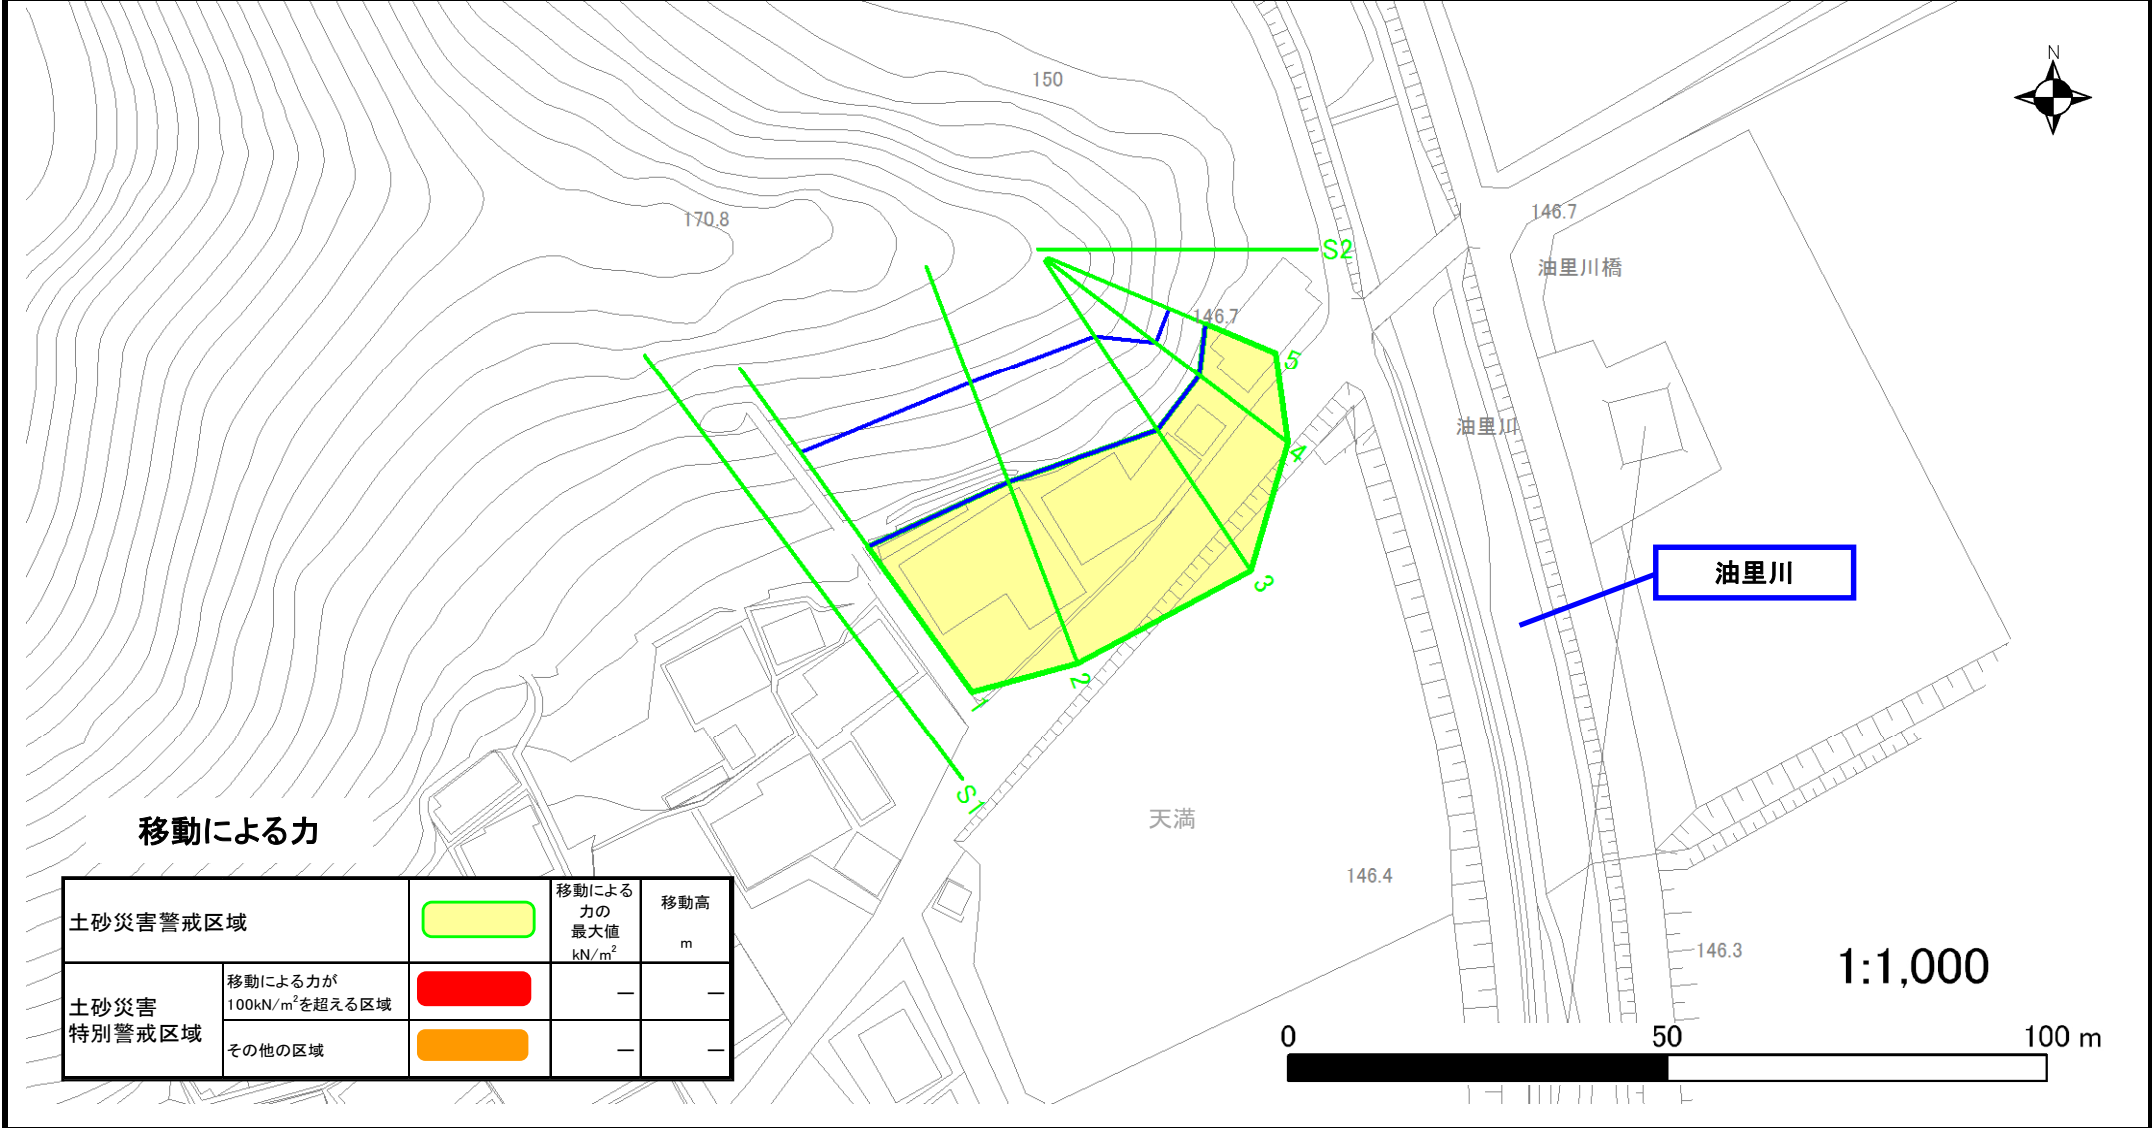 N
150
170.8
146.7
S2
油里川橋
146.7
5
油里川
4
油里川
3
2
1
S1
天満
146.4
146.3
移動による力
土砂災害警戒区域
移動による
力の
最大値
kN/m²
移動高
m
土砂災害
特別警戒区域
移動による力が
100kN/m²を超える区域
－
－
その他の区域
－
－
1:1,000
0 50 100 m